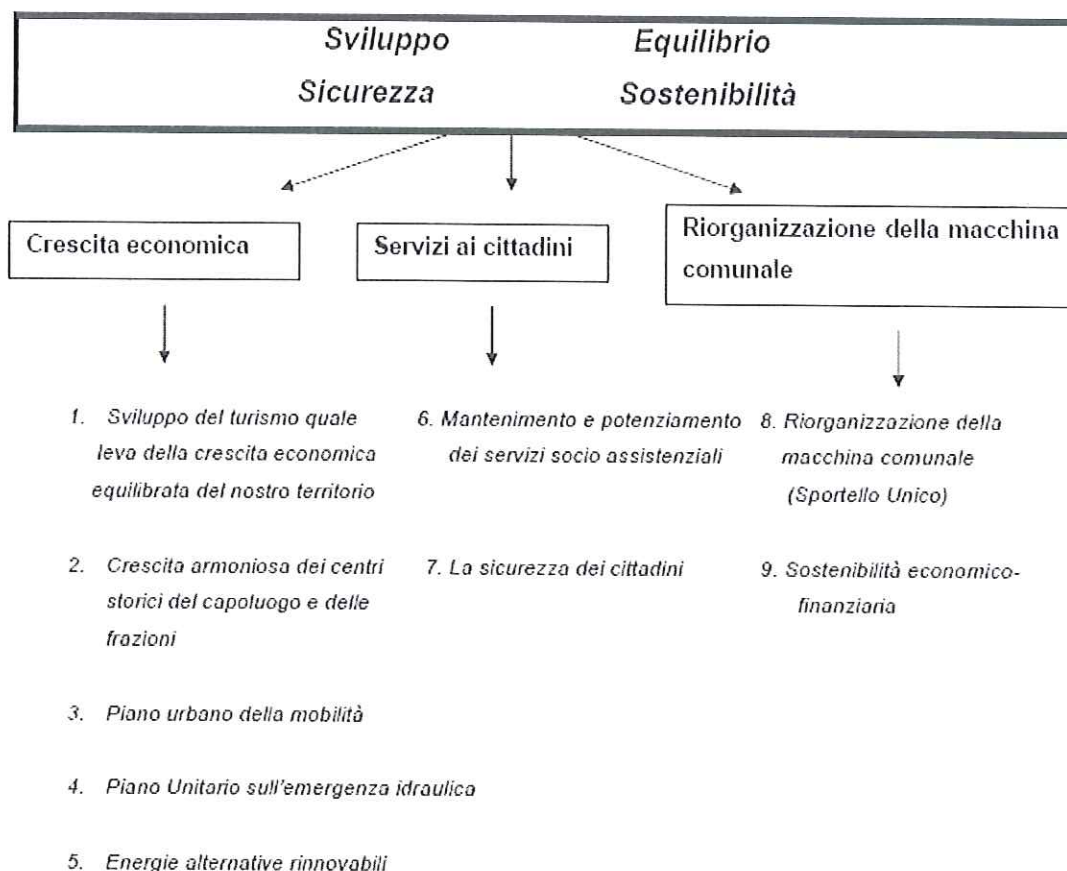 Sviluppo Equilibrio
Sicurezza Sostenibilità
Crescita economica
Servizi ai cittadini
Riorganizzazione della macchina
comunale
1. Sviluppo del turismo quale
leva della crescita economica
equilibrata del nostro territorio
2. Crescita armoniosa dei centri
storici del capoluogo e delle
frazioni
3. Piano urbano della mobilità
4. Piano Unitario sull'emergenza idraulica
5. Energie alternative rinnovabili
6. Mantenimento e potenziamento
dei servizi socio assistenziali
7. La sicurezza dei cittadini
8. Riorganizzazione della
macchina comunale
(Sportello Unico)
9. Sostenibilità economico-
finanziaria